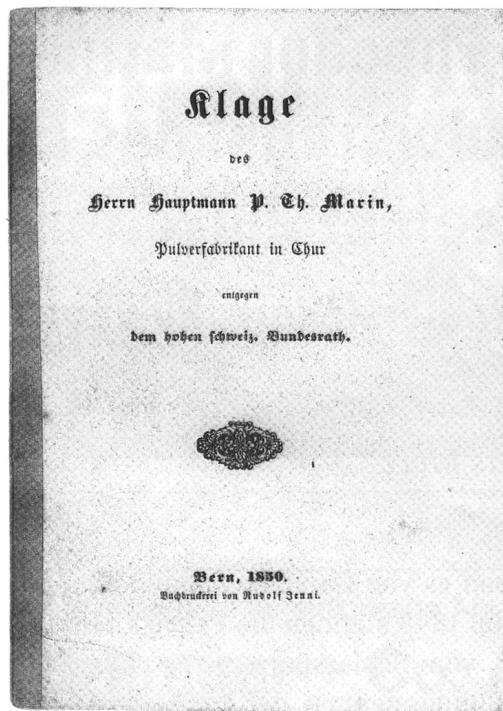 Klage
des
Herrn Hauptmann P. Th. Marin,
Pulverfabrikant in Chur
entgegen
dem hohen schweiz. Bundesrath.
Bern, 1850.
Buchdruckerei von Rudolf Jenni.